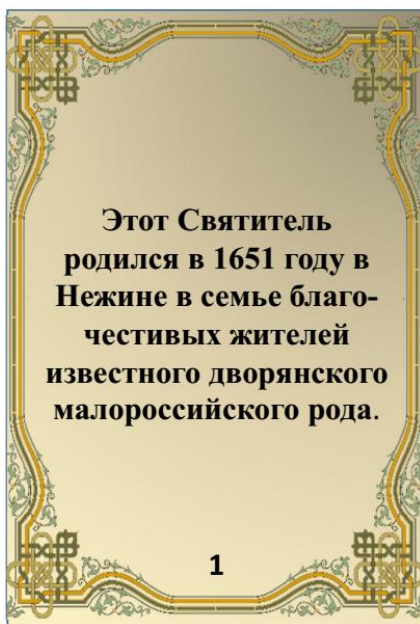 Этот Святитель
родился в 1651 году в
Нежине в семье благо-
честивых жителей
известного дворянского
малороссийского рода.
1